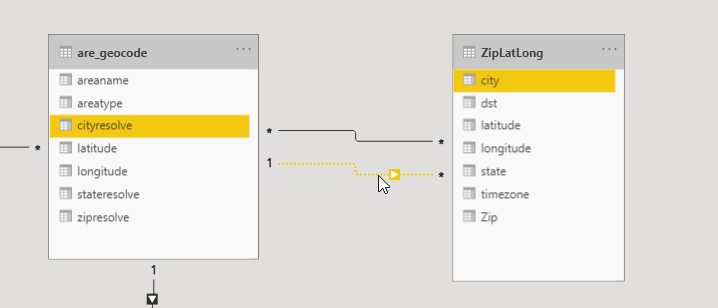 are_geocode ...
areaname
areatype
cityresolve
latitude
longitude
stateresolve
zipresolve
* * *
1 *
1
ZipLatLong ...
city
dst
latitude
longitude
state
timezone
Zip